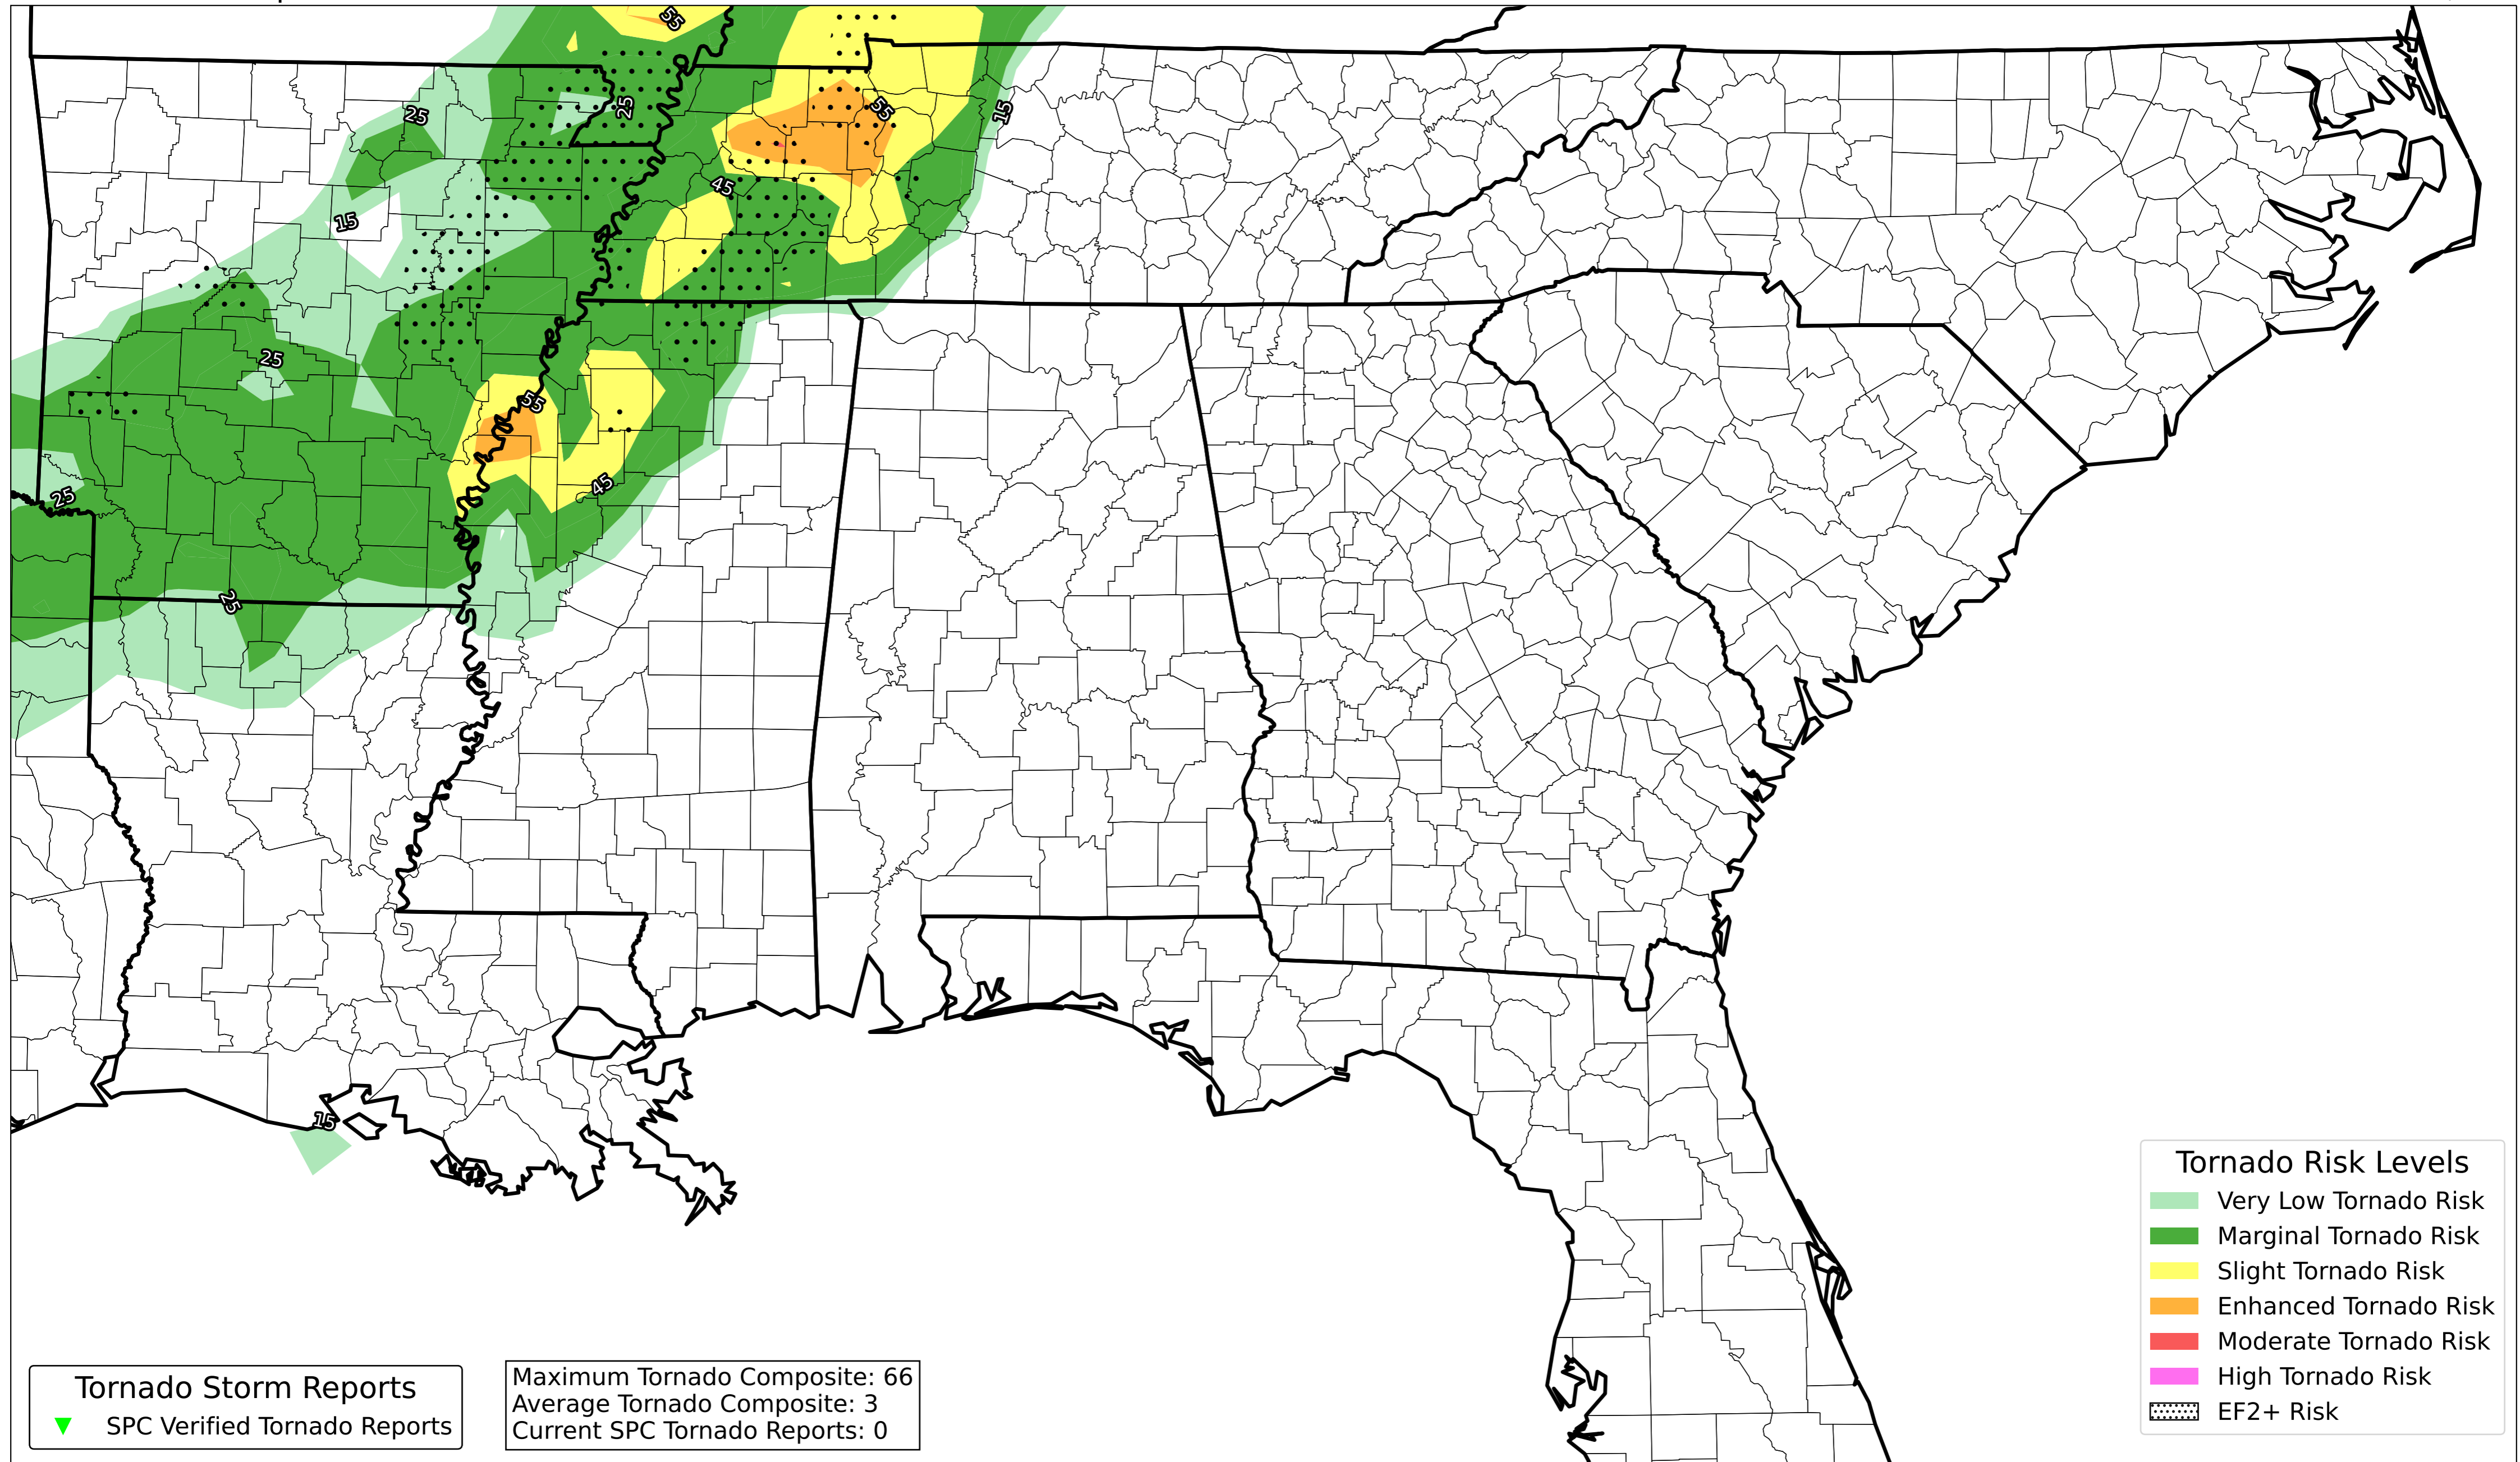 55
25
25
55
15
45
15
25
55
45
25
25
15
Tornado Risk Levels
Very Low Tornado Risk
Marginal Tornado Risk
Slight Tornado Risk
Enhanced Tornado Risk
Moderate Tornado Risk
High Tornado Risk
EF2+ Risk
Tornado Storm Reports
SPC Verified Tornado Reports
Maximum Tornado Composite: 66
Average Tornado Composite: 3
Current SPC Tornado Reports: 0